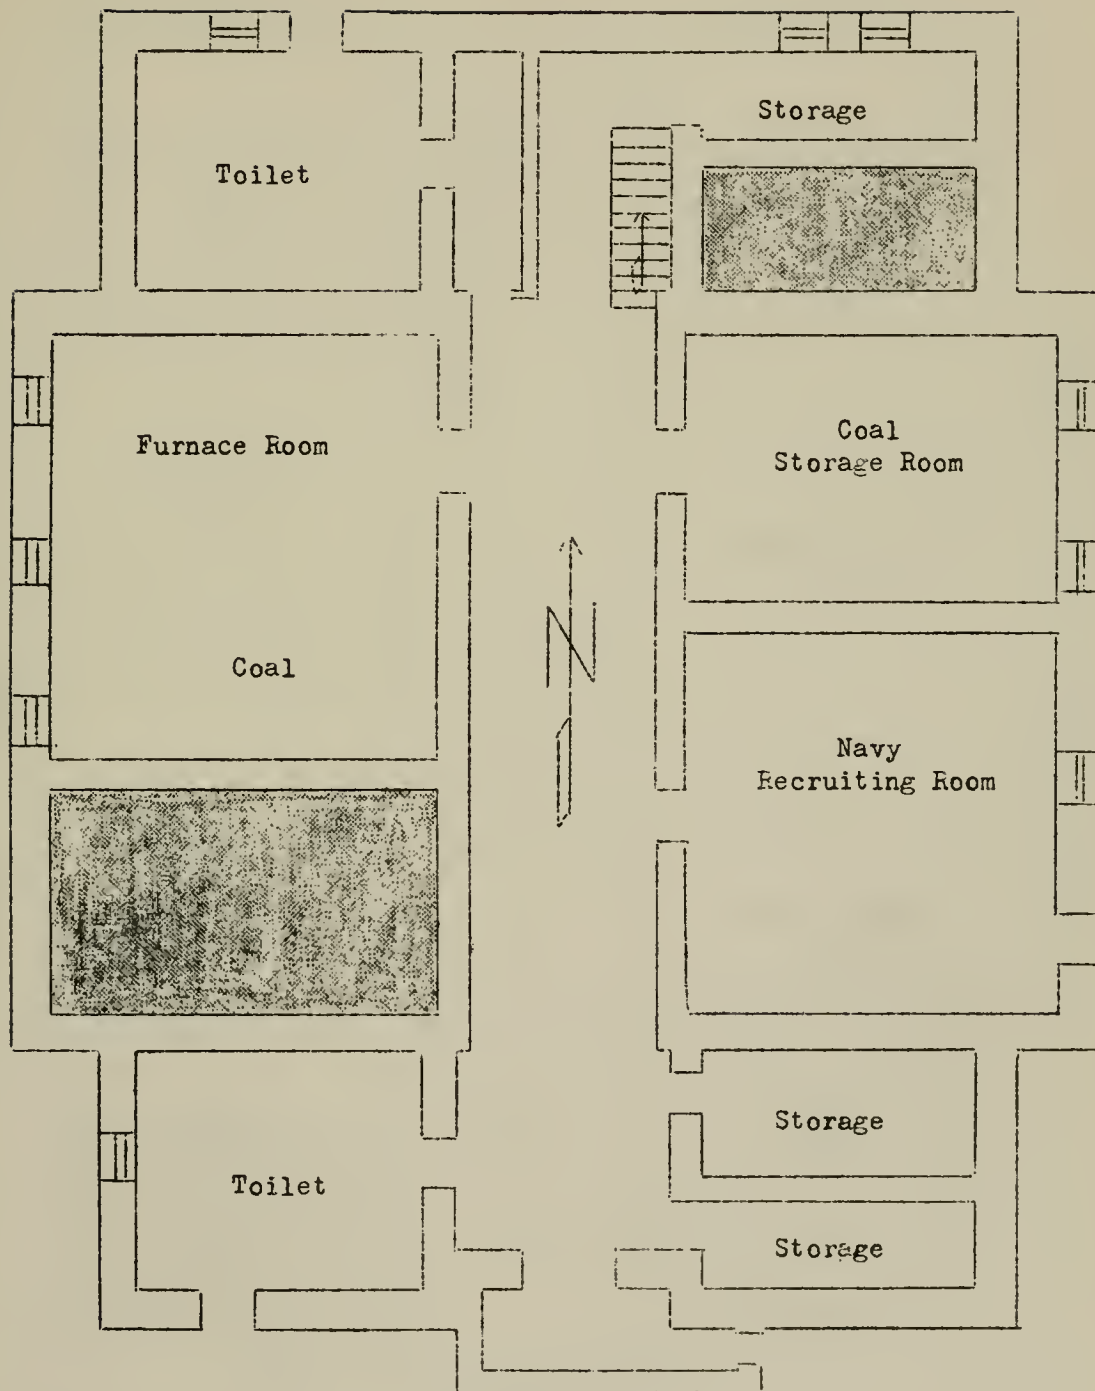 Storage
Toilet
Furnace Room
Coal
Storage Room
N
Coal
Navy
Recruiting Room
Storage
Toilet
Storage